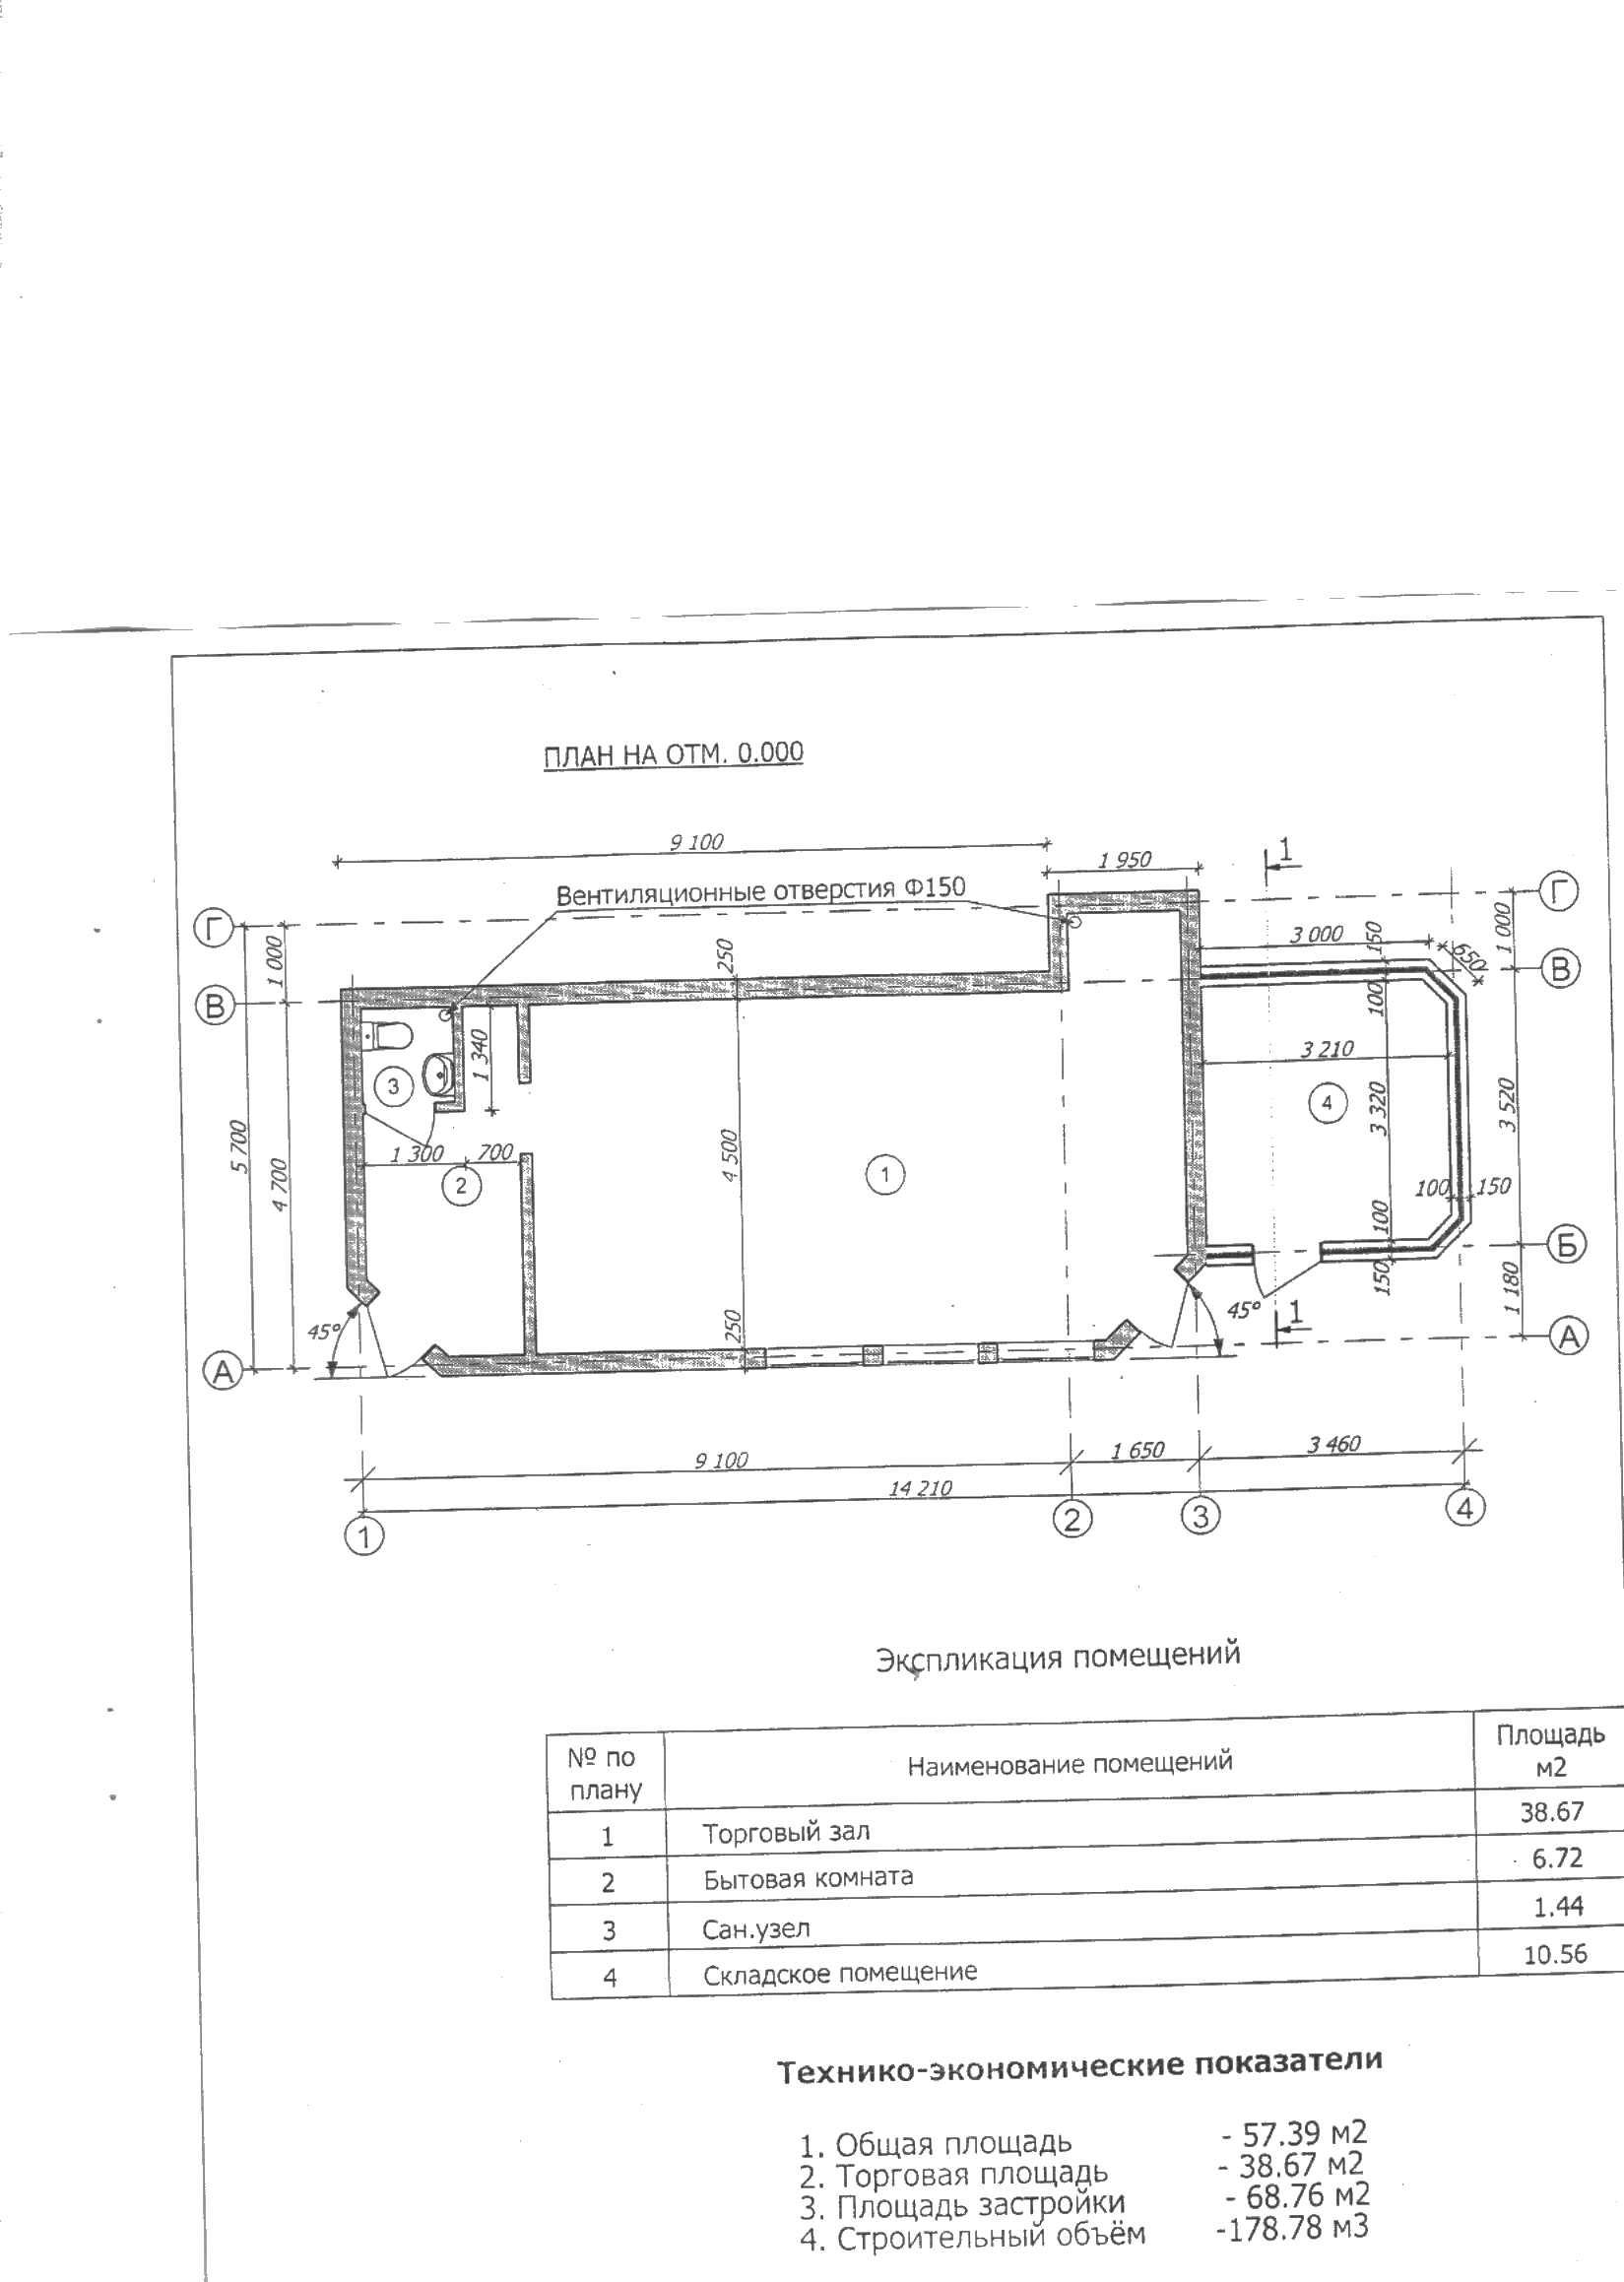 ПЛАН НА ОТМ. 0.000
9 100
1 950
1
Вентиляционные отверстия Ф150
Г
Г
1 000
250
3 000
150
650
1 000
В
В
100
1 340
3 210
3
4
5 700
4 700
1 300
700
2
4 500
1
3 320
3 520
100
150
100
Б
150
1 180
45°
250
45°
1
А
А
9 100
1 650
3 460
14 210
1
2
3
4
Экспликация помещений
№ по плану
Наименование помещений
Площадь м2
1 Торговый зал 38.67
2 Бытовая комната 6.72
3 Сан.узел 1.44
4 Складское помещение 10.56
Технико-экономические показатели
1. Общая площадь - 57.39 м2
2. Торговая площадь - 38.67 м2
3. Площадь застройки - 68.76 м2
4. Строительный объём -178.78 м3